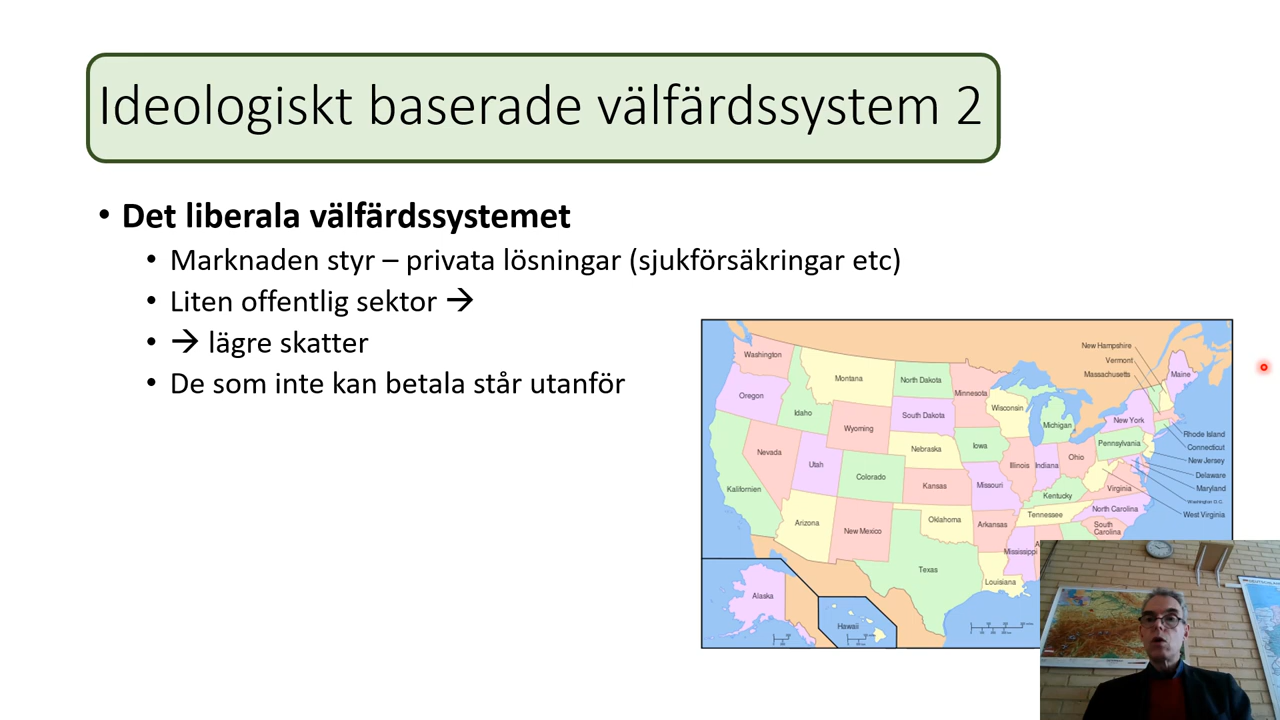 Ideologiskt baserade välfärdssystem 2
• Det liberala välfärdssystemet
• Marknaden styr – privata lösningar (sjukförsäkringar etc)
• Liten offentlig sektor →
• → lägre skatter
• De som inte kan betala står utanför
New Hampshire
Vermont
Massachusetts
Washington
Montana
North Dakota
Minnesota
Maine
Oregon
Idaho
South Dakota
Wisconsin
Michigan
New York
Wyoming
Rhode Island
Connecticut
Nevada
Nebraska
Iowa
Pennsylvania
New Jersey
Utah
Colorado
Illinois
Indiana
Ohio
Delaware
Kalifornien
Kansas
Missouri
Kentucky
Virginia
Maryland
Washington D.C.
West Virginia
Arizona
New Mexico
Oklahoma
Arkansas
Tennessee
North Carolina
South
Carolina
Texas
Mississippi
Louisiana
Alaska
Hawaii